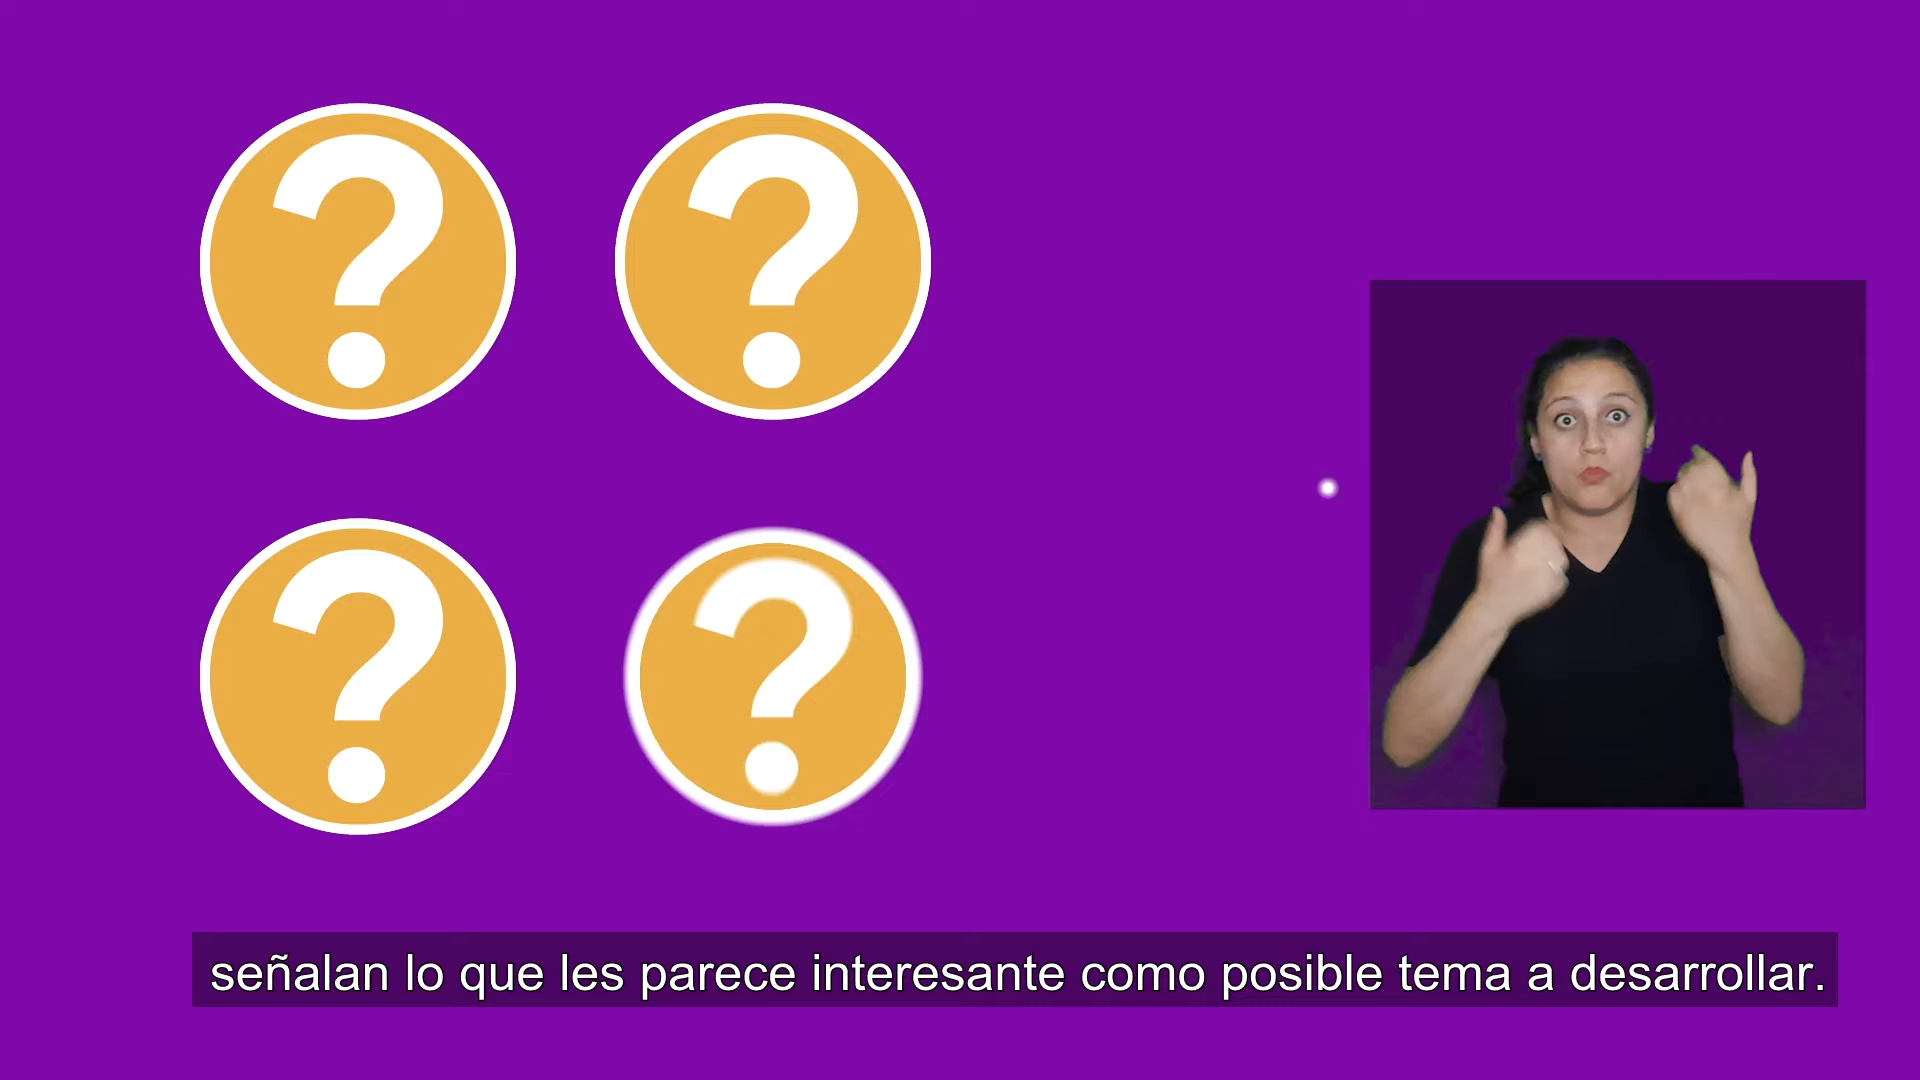 ?
?
?
?
señalan lo que les parece interesante como posible tema a desarrollar.